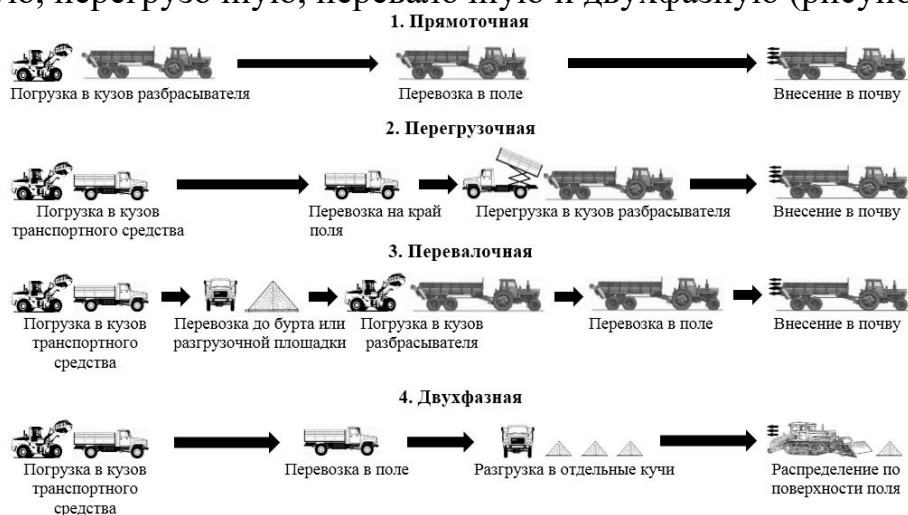 перегрузочную, перевалочную и двухфазную
1. Прямоточная
Погрузка в кузов разбрасывателя
Перевозка в поле
Внесение в почву
2. Перегрузочная
Погрузка в кузов
транспортного средства
Перевозка на край
поля
Перегрузка в кузов разбрасывателя
Внесение в почву
3. Перевалочная
Погрузка в кузов
транспортного
средства
Перевозка до бурта или
разгрузочной площадки
Погрузка в кузов
разбрасывателя
Перевозка в поле
Внесение в почву
4. Двухфазная
Погрузка в кузов
транспортного
средства
Перевозка в поле
Разгрузка в отдельные кучи
Распределение по
поверхности поля